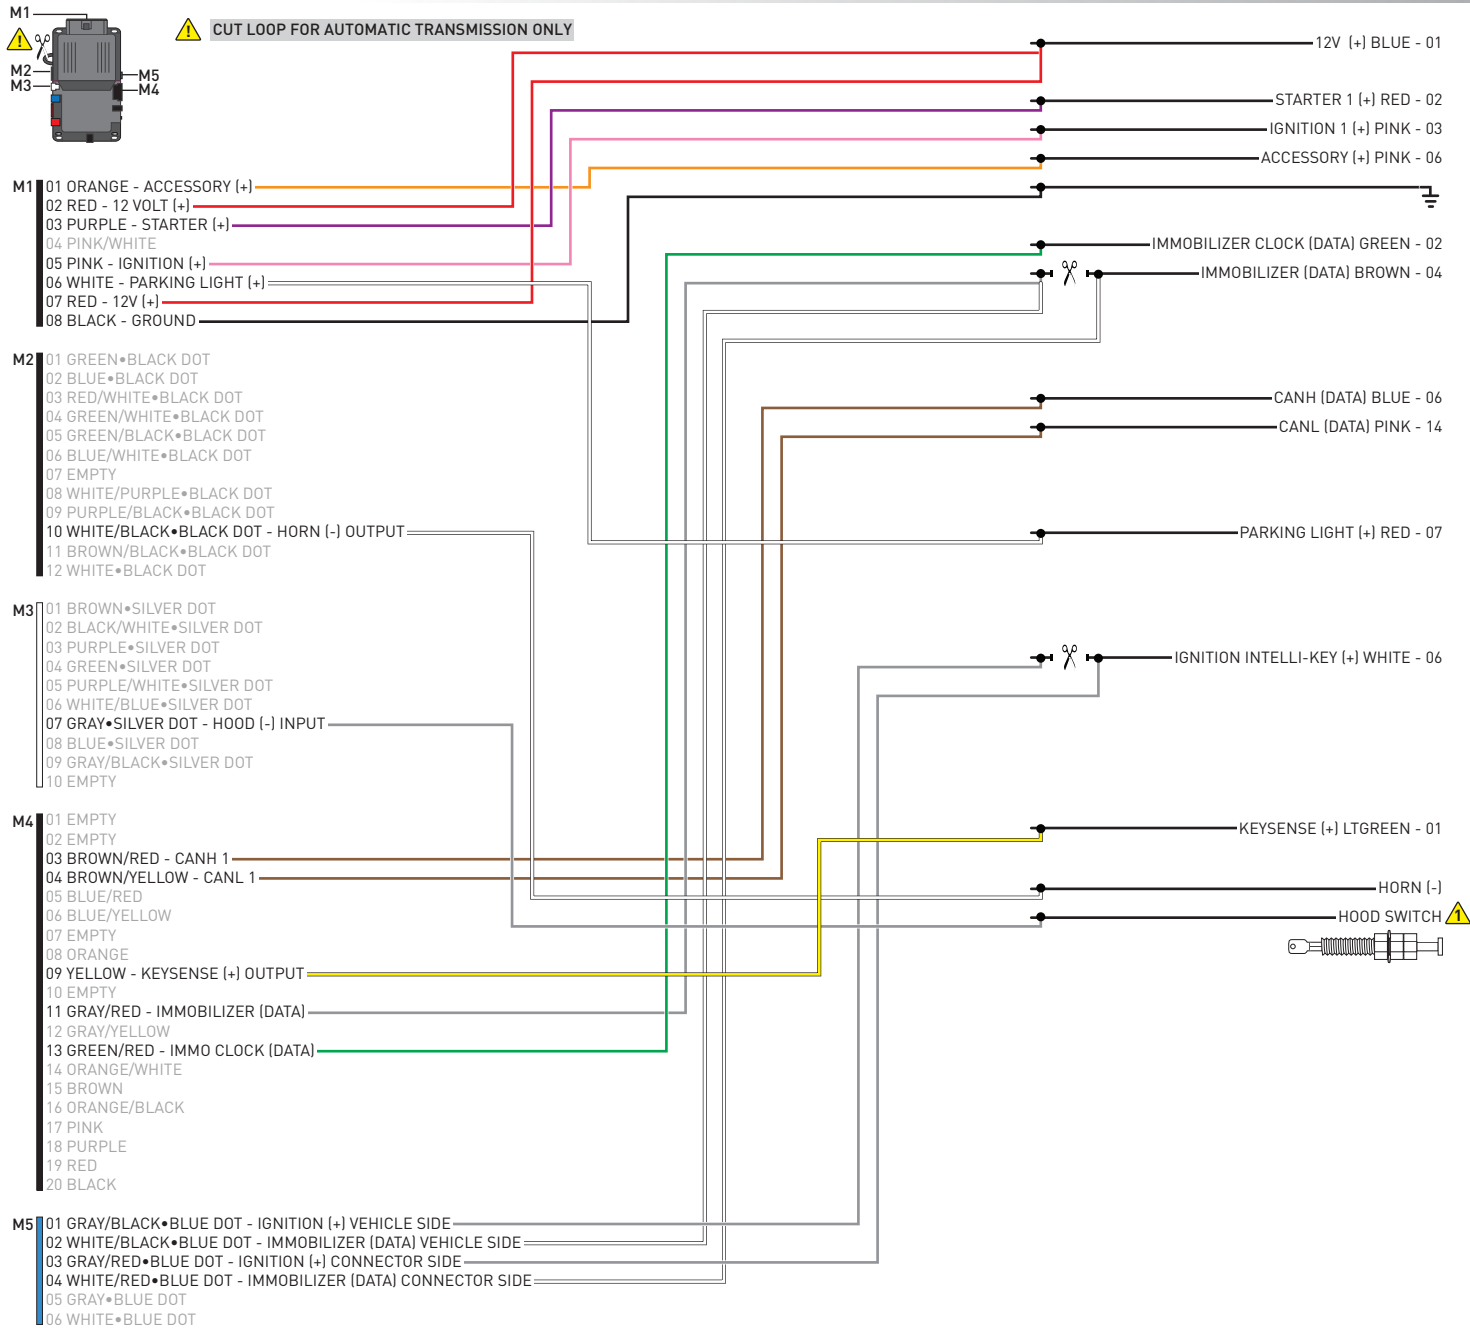 M1
CUT LOOP FOR AUTOMATIC TRANSMISSION ONLY
M2
M3
M5
M4
12V (+) BLUE - 01
STARTER 1 (+) RED - 02
IGNITION 1 (+) PINK - 03
ACCESSORY (+) PINK - 06
IMMOBILIZER CLOCK (DATA) GREEN - 02
IMMOBILIZER (DATA) BROWN - 04
CANH (DATA) BLUE - 06
CANL (DATA) PINK - 14
PARKING LIGHT (+) RED - 07
IGNITION INTELLI-KEY (+) WHITE - 06
KEYSENSE (+) LTGREEN - 01
HORN (-)
HOOD SWITCH 1
M1
01 ORANGE - ACCESSORY (+)
02 RED - 12 VOLT (+)
03 PURPLE - STARTER (+)
04 PINK/WHITE
05 PINK - IGNITION (+)
06 WHITE - PARKING LIGHT (+)
07 RED - 12V (+)
08 BLACK - GROUND
M2
01 GREEN•BLACK DOT
02 BLUE•BLACK DOT
03 RED/WHITE•BLACK DOT
04 GREEN/WHITE•BLACK DOT
05 GREEN/BLACK•BLACK DOT
06 BLUE/WHITE•BLACK DOT
07 EMPTY
08 WHITE/PURPLE•BLACK DOT
09 PURPLE/BLACK•BLACK DOT
10 WHITE/BLACK•BLACK DOT - HORN (-) OUTPUT
11 BROWN/BLACK•BLACK DOT
12 WHITE•BLACK DOT
M3
01 BROWN•SILVER DOT
02 BLACK/WHITE•SILVER DOT
03 PURPLE•SILVER DOT
04 GREEN•SILVER DOT
05 PURPLE/WHITE•SILVER DOT
06 WHITE/BLUE•SILVER DOT
07 GRAY•SILVER DOT - HOOD (-) INPUT
08 BLUE•SILVER DOT
09 GRAY/BLACK•SILVER DOT
10 EMPTY
M4
01 EMPTY
02 EMPTY
03 BROWN/RED - CANH 1
04 BROWN/YELLOW - CANL 1
05 BLUE/RED
06 BLUE/YELLOW
07 EMPTY
08 ORANGE
09 YELLOW - KEYSENSE (+) OUTPUT
10 EMPTY
11 GRAY/RED - IMMOBILIZER (DATA)
12 GRAY/YELLOW
13 GREEN/RED - IMMO CLOCK (DATA)
14 ORANGE/WHITE
15 BROWN
16 ORANGE/BLACK
17 PINK
18 PURPLE
19 RED
20 BLACK
M5
01 GRAY/BLACK•BLUE DOT - IGNITION (+) VEHICLE SIDE
02 WHITE/BLACK•BLUE DOT - IMMOBILIZER (DATA) VEHICLE SIDE
03 GRAY/RED•BLUE DOT - IGNITION (+) CONNECTOR SIDE
04 WHITE/RED•BLUE DOT - IMMOBILIZER (DATA) CONNECTOR SIDE
05 GRAY•BLUE DOT
06 WHITE•BLUE DOT